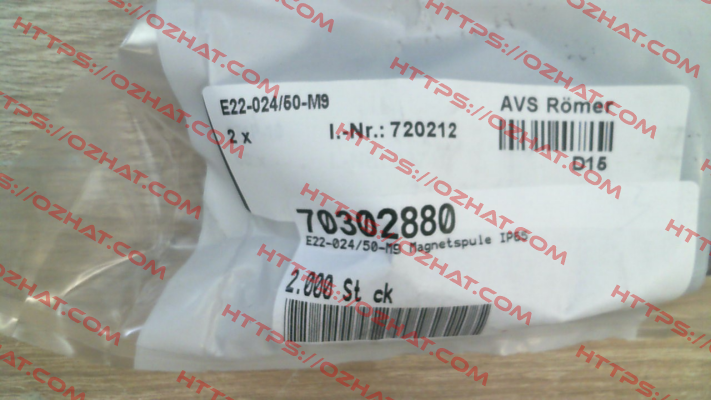 E22-024/50-M9
AVS Römer
2 x
I.-Nr.: 720212
D15
70302880
E22-024/50-M9 Magnetspule IP65
2.000 St ck
HTTPS://OZHAT.COM